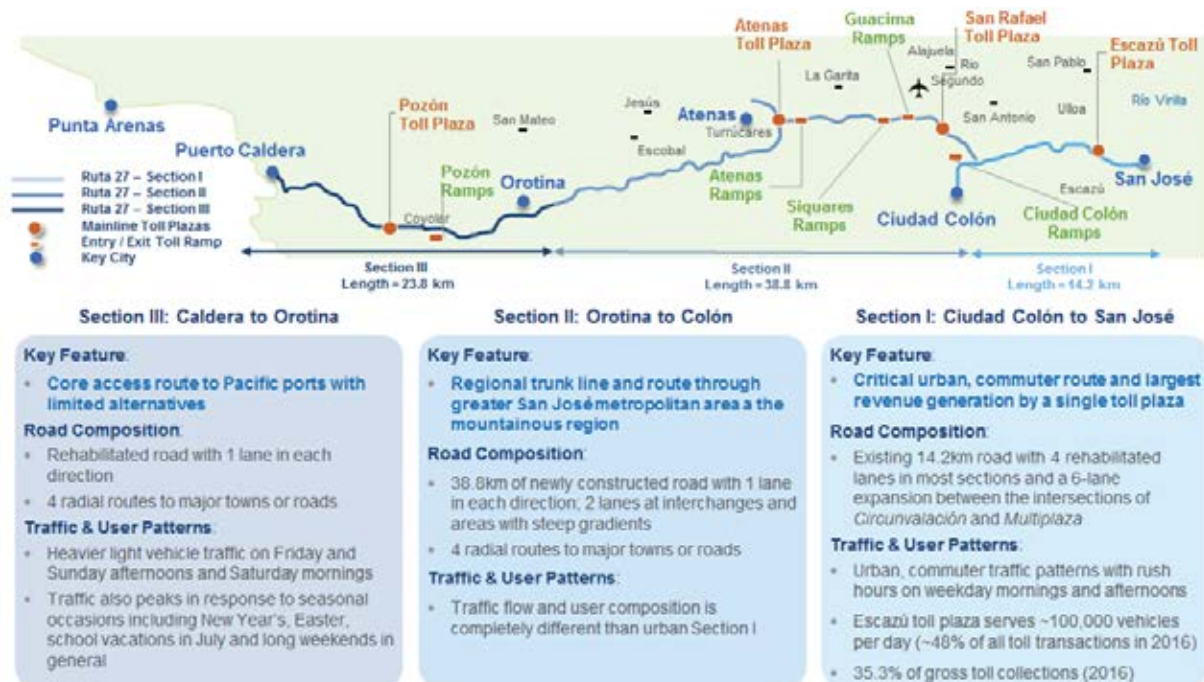 Atenas
Toll Plaza
Guacima
Ramps
San Rafael
Toll Plaza
Escazú Toll
Plaza
Alajuela
Rio
Segundo
San Pablo
La Garita
Pozón
Toll Plaza
Jesús
San Mateo
Atenas
Turrúcares
San Antonio
Ulloa
Río Virilla
Punta Arenas
Puerto Caldera
Escobal
Pozón
Ramps
Orotina
Atenas
Ramps
Siquares
Ramps
Ciudad Colón
Escazú
San José
Ciudad Colón
Ramps
Coyolar
Ruta 27 – Section I
Ruta 27 – Section II
Ruta 27 – Section III
Mainline Toll Plazas
Entry / Exit Toll Ramp
Key City
Section III
Length = 23.8 km
Section II
Length = 38.8 km
Section I
Length = 14.2 km
Section III: Caldera to Orotina
Key Feature:
• Core access route to Pacific ports with
limited alternatives
Road Composition:
• Rehabilitated road with 1 lane in each
direction
• 4 radial routes to major towns or roads
Traffic & User Patterns:
• Heavier light vehicle traffic on Friday and
Sunday afternoons and Saturday mornings
• Traffic also peaks in response to seasonal
occasions including New Year's, Easter,
school vacations in July and long weekends in
general
Section II: Orotina to Colón
Key Feature:
• Regional trunk line and route through
greater San José metropolitan area a the
mountainous region
Road Composition:
• 38.8km of newly constructed road with 1 lane
in each direction; 2 lanes at interchanges and
areas with steep gradients
• 4 radial routes to major towns or roads
Traffic & User Patterns:
• Traffic flow and user composition is
completely different than urban Section I
Section I: Ciudad Colón to San José
Key Feature:
• Critical urban, commuter route and largest
revenue generation by a single toll plaza
Road Composition:
• Existing 14.2km road with 4 rehabilitated
lanes in most sections and a 6-lane
expansion between the intersections of
Circunvalación and Multiplaza
Traffic & User Patterns:
• Urban, commuter traffic patterns with rush
hours on weekday mornings and afternoons
• Escazú toll plaza serves ~100,000 vehicles
per day (~48% of all toll transactions in 2016)
• 35.3% of gross toll collections (2016)